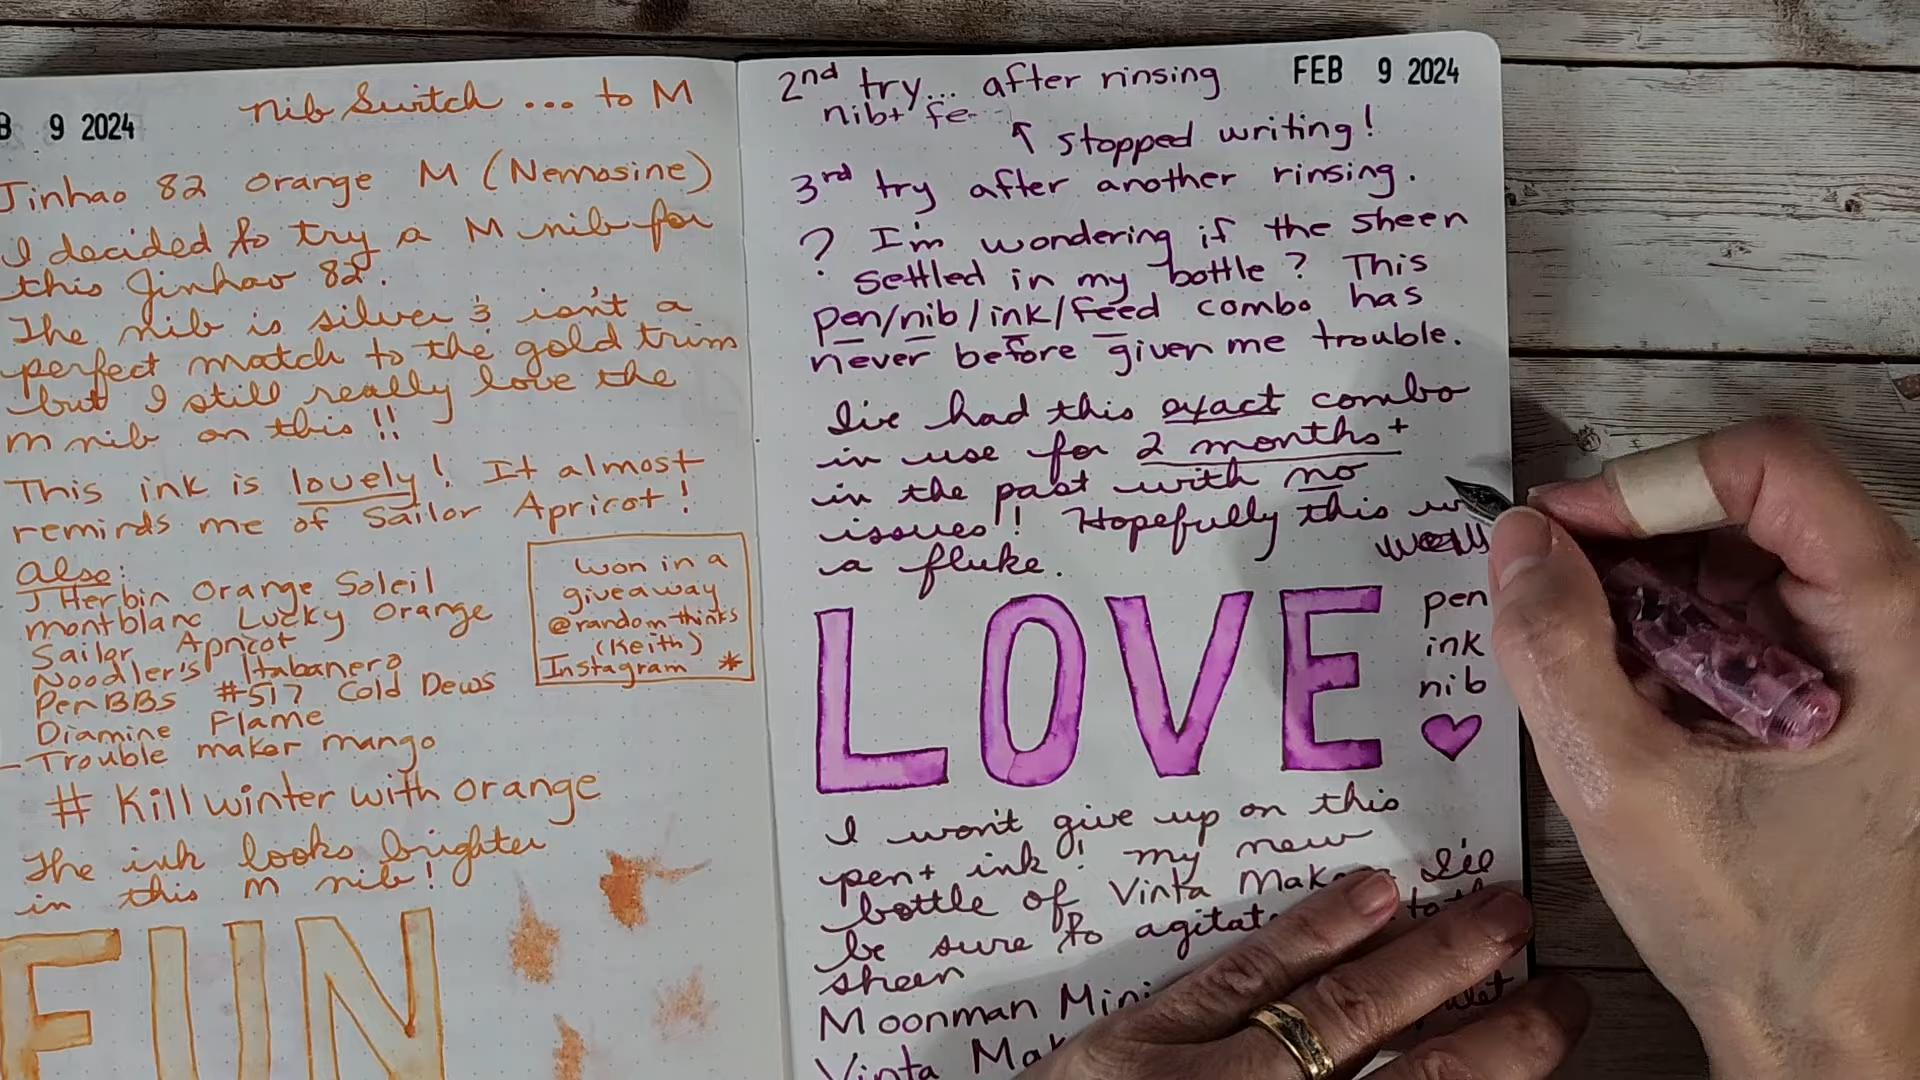 B 9 2024
nib Switch ... to M
Jinhao 82 orange M (Nemosine)
I decided to try a M nib for
this Jinhao 82.
The nib is silver & isn't a
perfect match to the gold trim
but I still really love the
m nib on this !!
This ink is lovely! It almost
reminds me of Sailor Apricot!
Also:
J Herbin Orange Soleil
montblanc Lucky Orange
Sailor Apricot
Noodler's Habanero
PenBBS #517 Cold Dews
Diamine Flame
- Trouble maker mango
won in a
giveaway
@random-thinks
(Keith)
Instagram *
# Kill winter with orange
The ink looks brighter
in this M nib!
FUN
FEB 9 2024
2nd try... after rinsing
nib+ fe-
↖ stopped writing!
3rd try after another rinsing.
? I'm wondering if the sheen
settled in my bottle? This
pen/nib/ink/feed combo has
never before given me trouble.
I've had this exact combo
in use for 2 months+
in the past with no
issues! Hopefully this
a fluke.
LOVE
pen
ink
nib
I won't give up on this
pen+ ink! my new
bottle of Vinta I'll
be sure to
sheen
Moonman Mini
Vinta